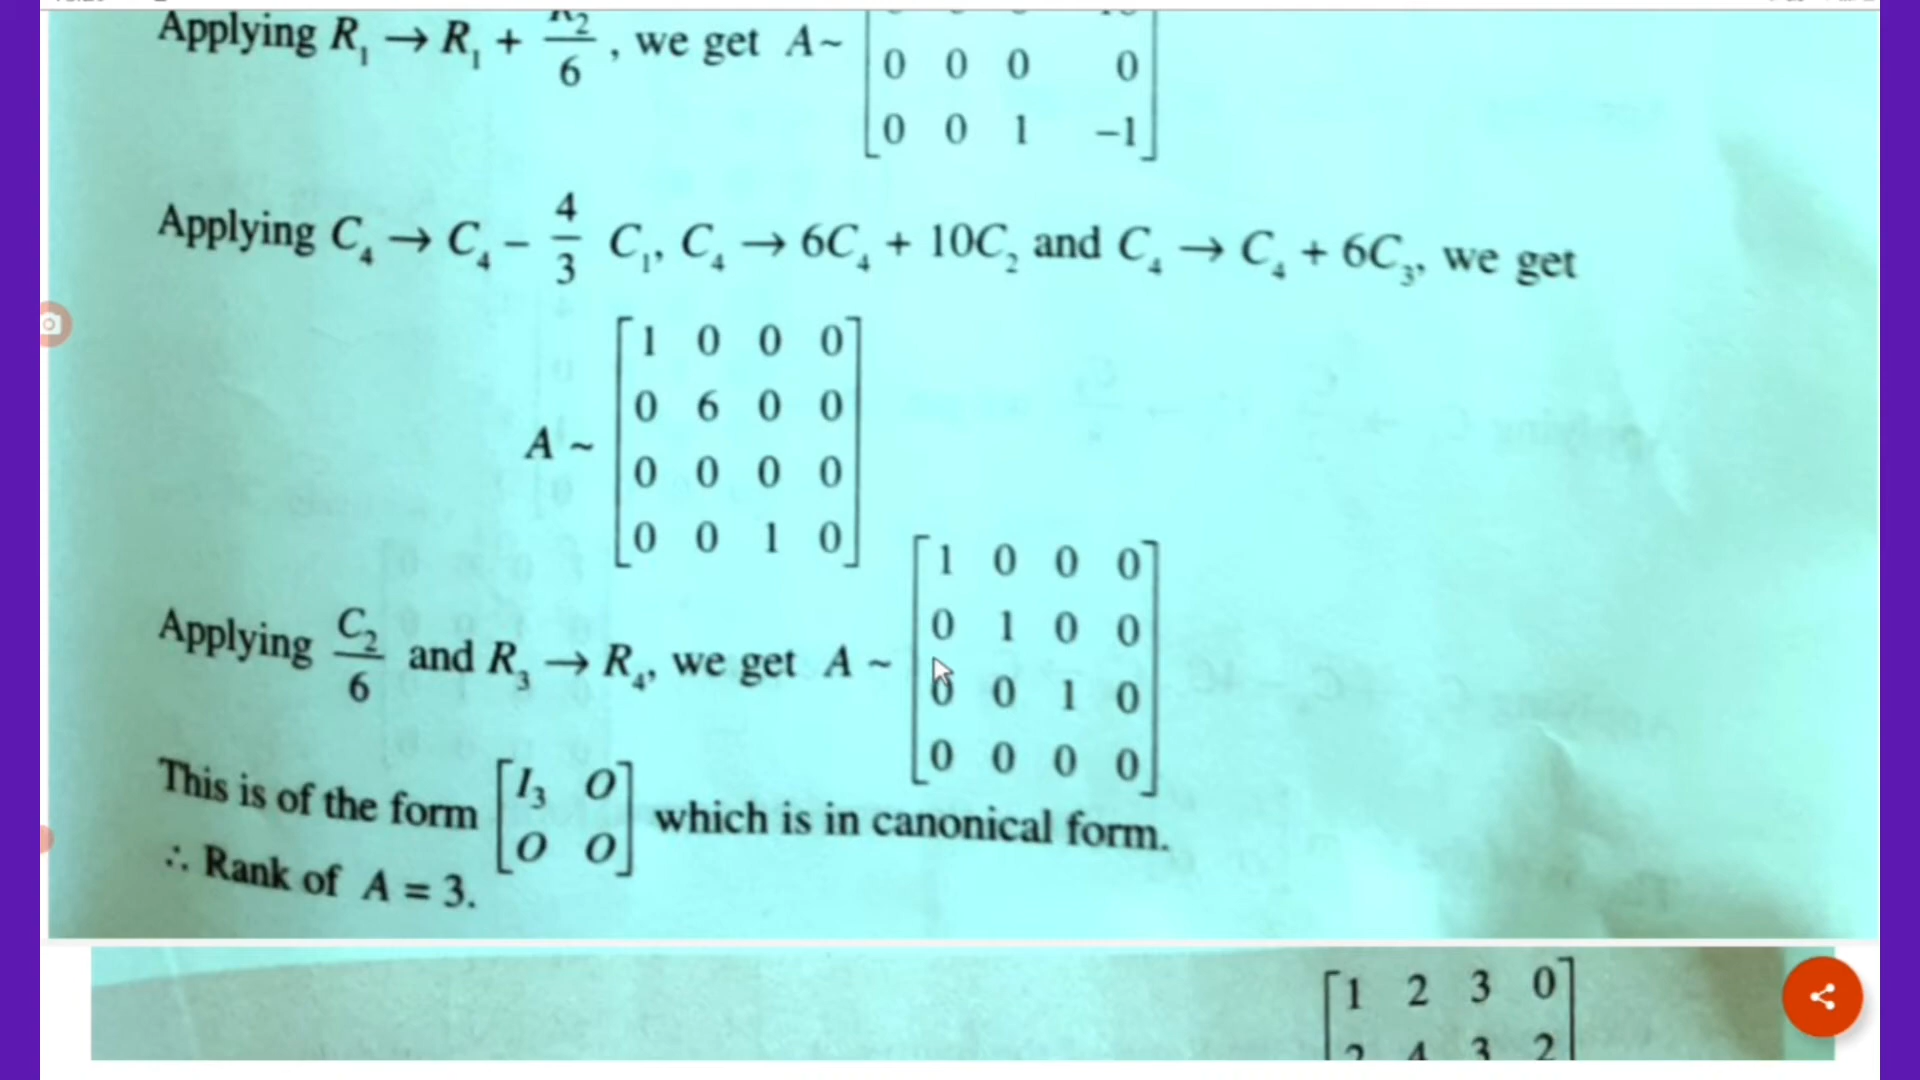 Applying R₁ → R₁ + R₂/6, we get A~
0 0 0 0
0 0 1 –1
Applying C₄ → C₄ – 4/3 C₁, C₄ → 6C₄ + 10C₂ and C₄ → C₄ + 6C₃, we get
A ~
1 0 0 0
0 6 0 0
0 0 0 0
0 0 1 0
Applying C₂/6 and R₃ → R₄, we get A ~
1 0 0 0
0 1 0 0
0 0 1 0
0 0 0 0
This is of the form [I₃ O
O O] which is in canonical form.
∴ Rank of A = 3.
1 2 3 0
2 4 3 2